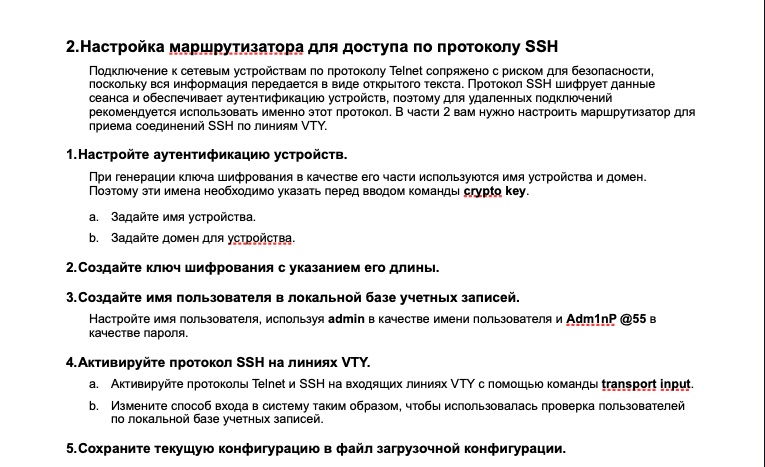 2.Настройка маршрутизатора для доступа по протоколу SSH
Подключение к сетевым устройствам по протоколу Telnet сопряжено с риском для безопасности,
поскольку вся информация передается в виде открытого текста. Протокол SSH шифрует данные
сеанса и обеспечивает аутентификацию устройств, поэтому для удаленных подключений
рекомендуется использовать именно этот протокол. В части 2 вам нужно настроить маршрутизатор для
приема соединений SSH по линиям VTY.
1.Настройте аутентификацию устройств.
При генерации ключа шифрования в качестве его части используются имя устройства и домен.
Поэтому эти имена необходимо указать перед вводом команды crypto key.
a. Задайте имя устройства.
b. Задайте домен для устройства.
2.Создайте ключ шифрования с указанием его длины.
3.Создайте имя пользователя в локальной базе учетных записей.
Настройте имя пользователя, используя admin в качестве имени пользователя и Adm1nP @55 в
качестве пароля.
4.Активируйте протокол SSH на линиях VTY.
a. Активируйте протоколы Telnet и SSH на входящих линиях VTY с помощью команды transport input.
b. Измените способ входа в систему таким образом, чтобы использовалась проверка пользователей
по локальной базе учетных записей.
5.Сохраните текущую конфигурацию в файл загрузочной конфигурации.